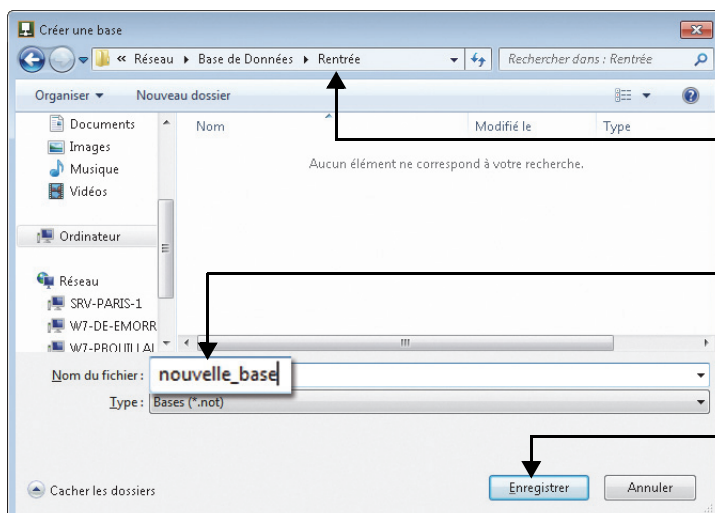 Créer une base
« Réseau Base de Données Rentrée
Rechercher dans : Rentrée
Organiser Nouveau dossier
Nom Modifié le Type
Aucun élément ne correspond à votre recherche.
Documents
Images
Musique
Vidéos
Ordinateur
Réseau
SRV-PARIS-1
W7-DE-EMORR
W7-PROUILLAI
Nom du fichier : nouvelle_base
Type : Bases (*.not)
Cacher les dossiers
Enregistrer Annuler